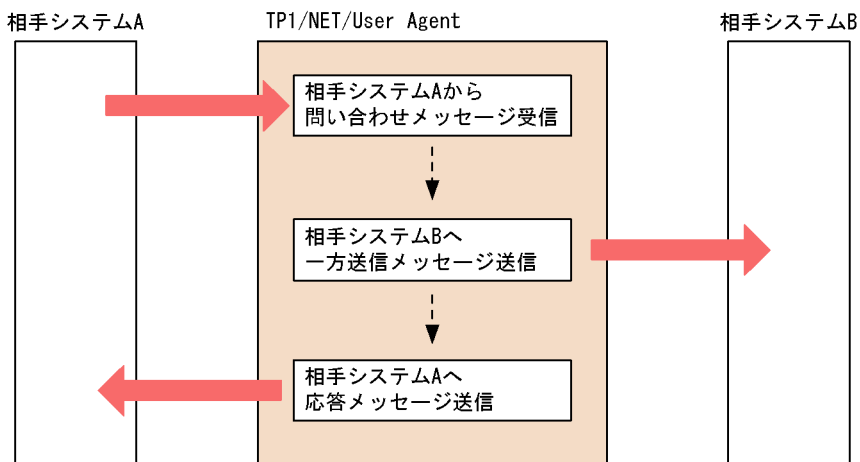 相手システムA
TP1/NET/User Agent
相手システムB
相手システムAから
問い合わせメッセージ受信
相手システムBへ
一方送信メッセージ送信
相手システムAへ
応答メッセージ送信